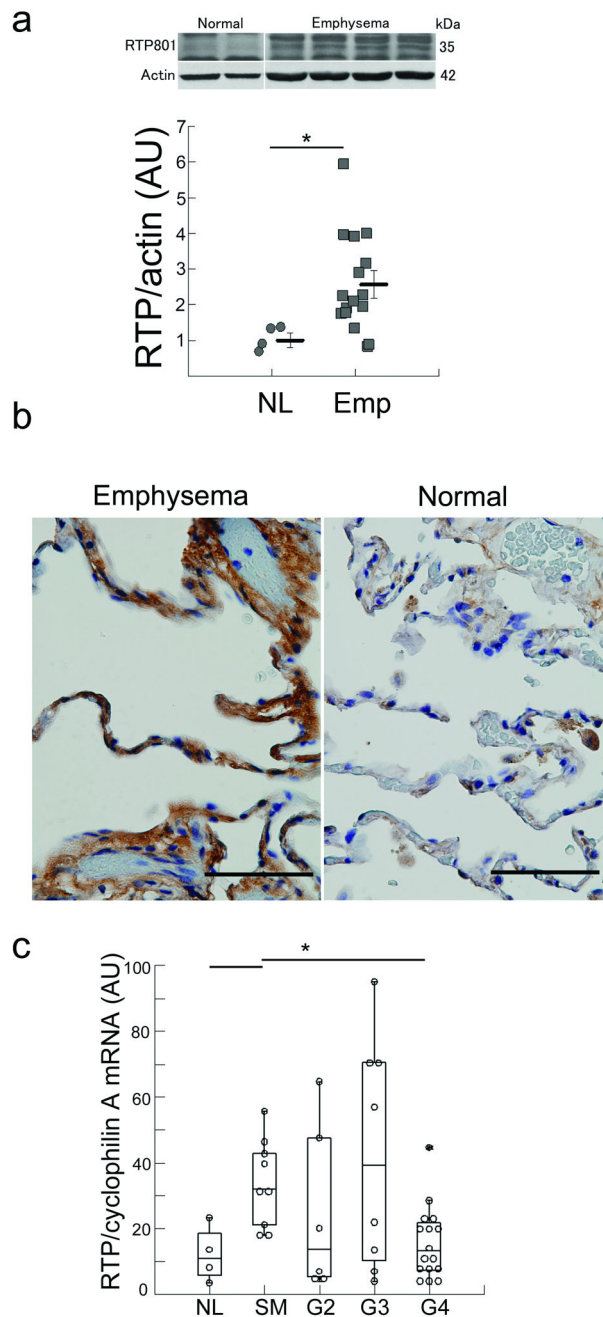 a
Normal Emphysema kDa
RTP801 35
Actin 42
RTP/actin (AU)
7
6
5
4
3
2
1
*
NL Emp
b
Emphysema Normal
c
RTP/cyclophilin A mRNA (AU)
100
80
60
40
20
0
*
NL SM G2 G3 G4